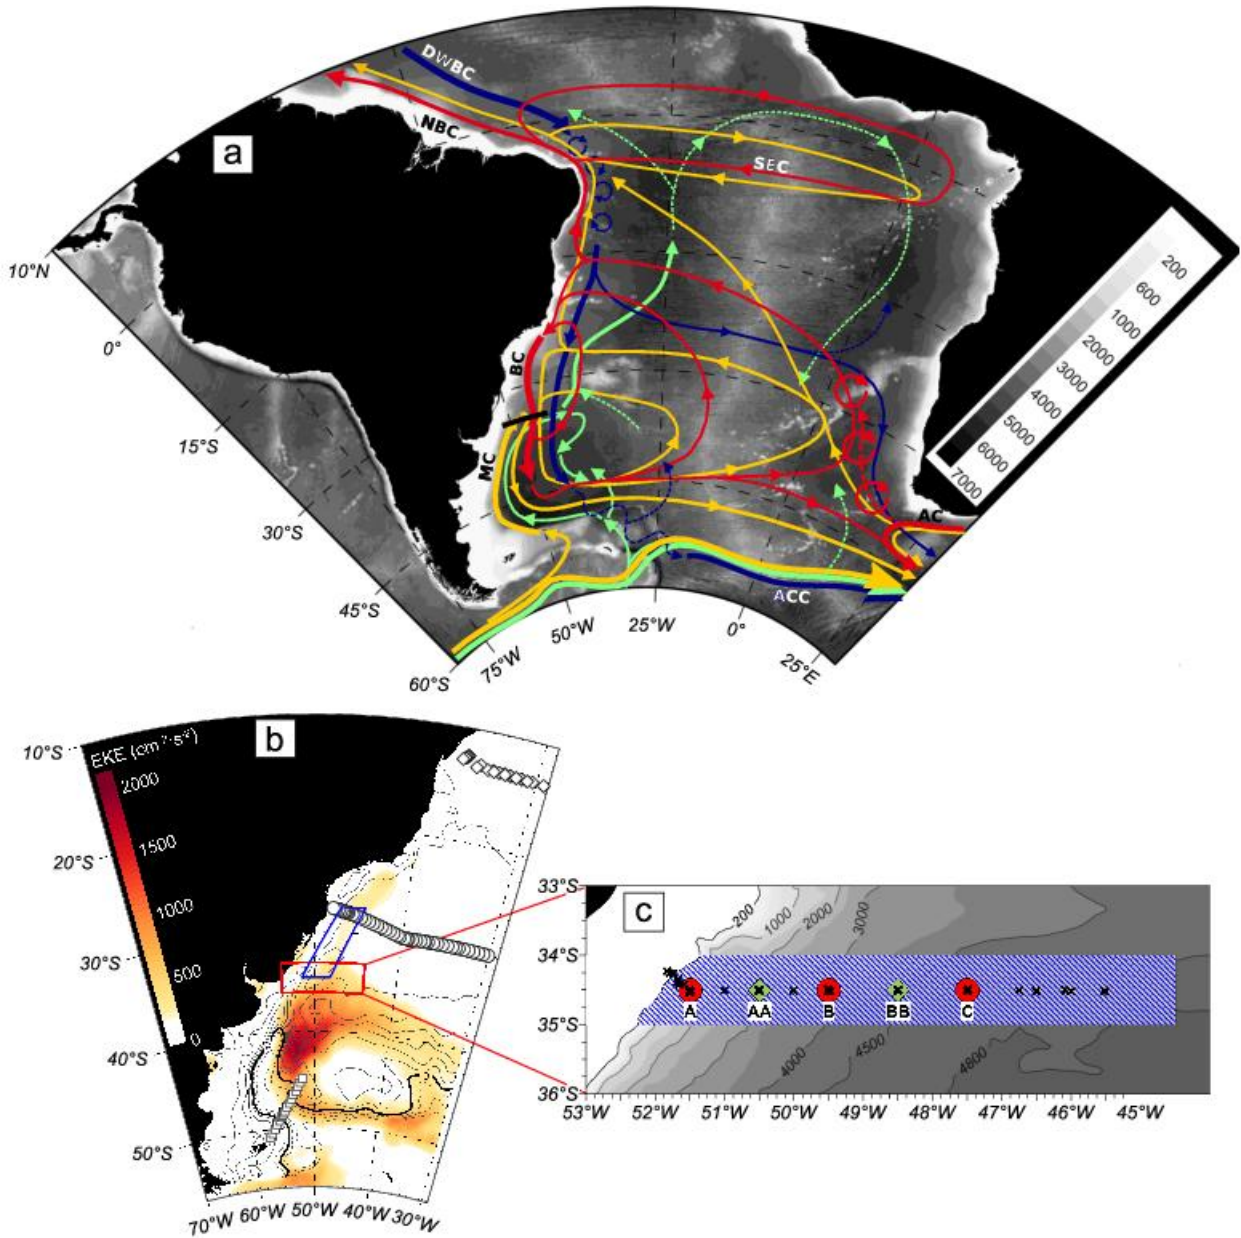 a
DWBC
NBC
SEC
BC
MC
AC
ACC
10°N
0°
15°S
30°S
45°S
60°S
75°W
50°W
25°W
0°
25°E
200
600
1000
2000
3000
4000
5000
6000
7000
b
EKE (cm²·s⁻²)
2000
1500
1000
500
0
10°S
20°S
30°S
40°S
50°S
70°W 60°W 50°W 40°W 30°W
c
33°S
34°S
35°S
36°S
200
1000
2000
3000
4000
4500
4800
A
AA
B
BB
C
53°W 52°W 51°W 50°W 49°W 48°W 47°W 46°W 45°W